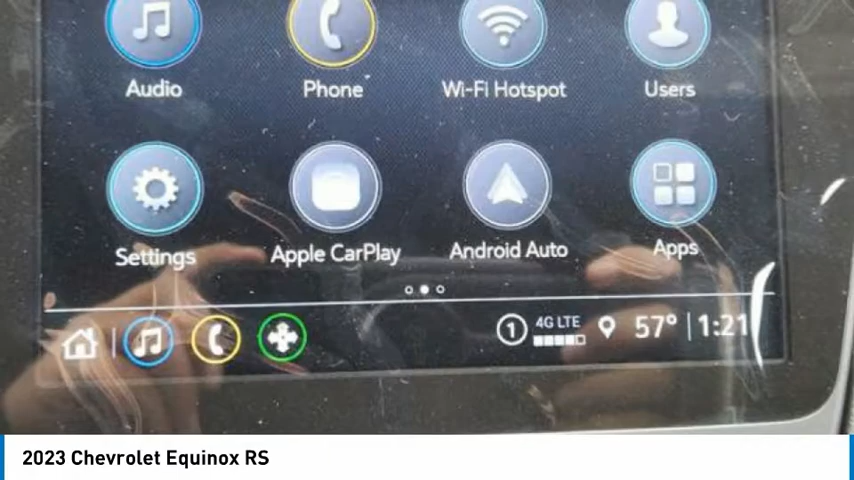 Audio Phone Wi-Fi Hotspot Users
Settings Apple CarPlay Android Auto Apps
1 4G LTE 57° 1:21
2023 Chevrolet Equinox RS